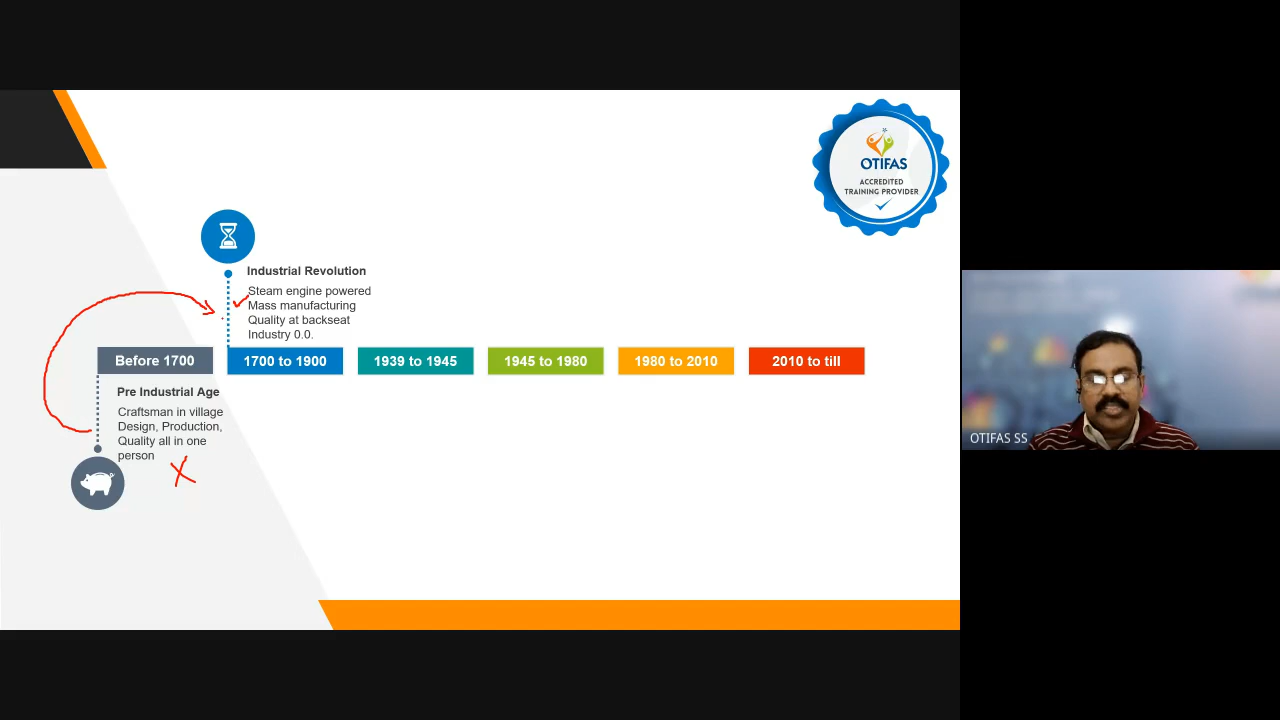 OTIFAS
ACCREDITED
TRAINING PROVIDER
Industrial Revolution
Steam engine powered
Mass manufacturing
Quality at backseat
Industry 0.0.
Before 1700
1700 to 1900
1939 to 1945
1945 to 1980
1980 to 2010
2010 to till
Pre Industrial Age
Craftsman in village
Design, Production,
Quality all in one
person
OTIFAS SS